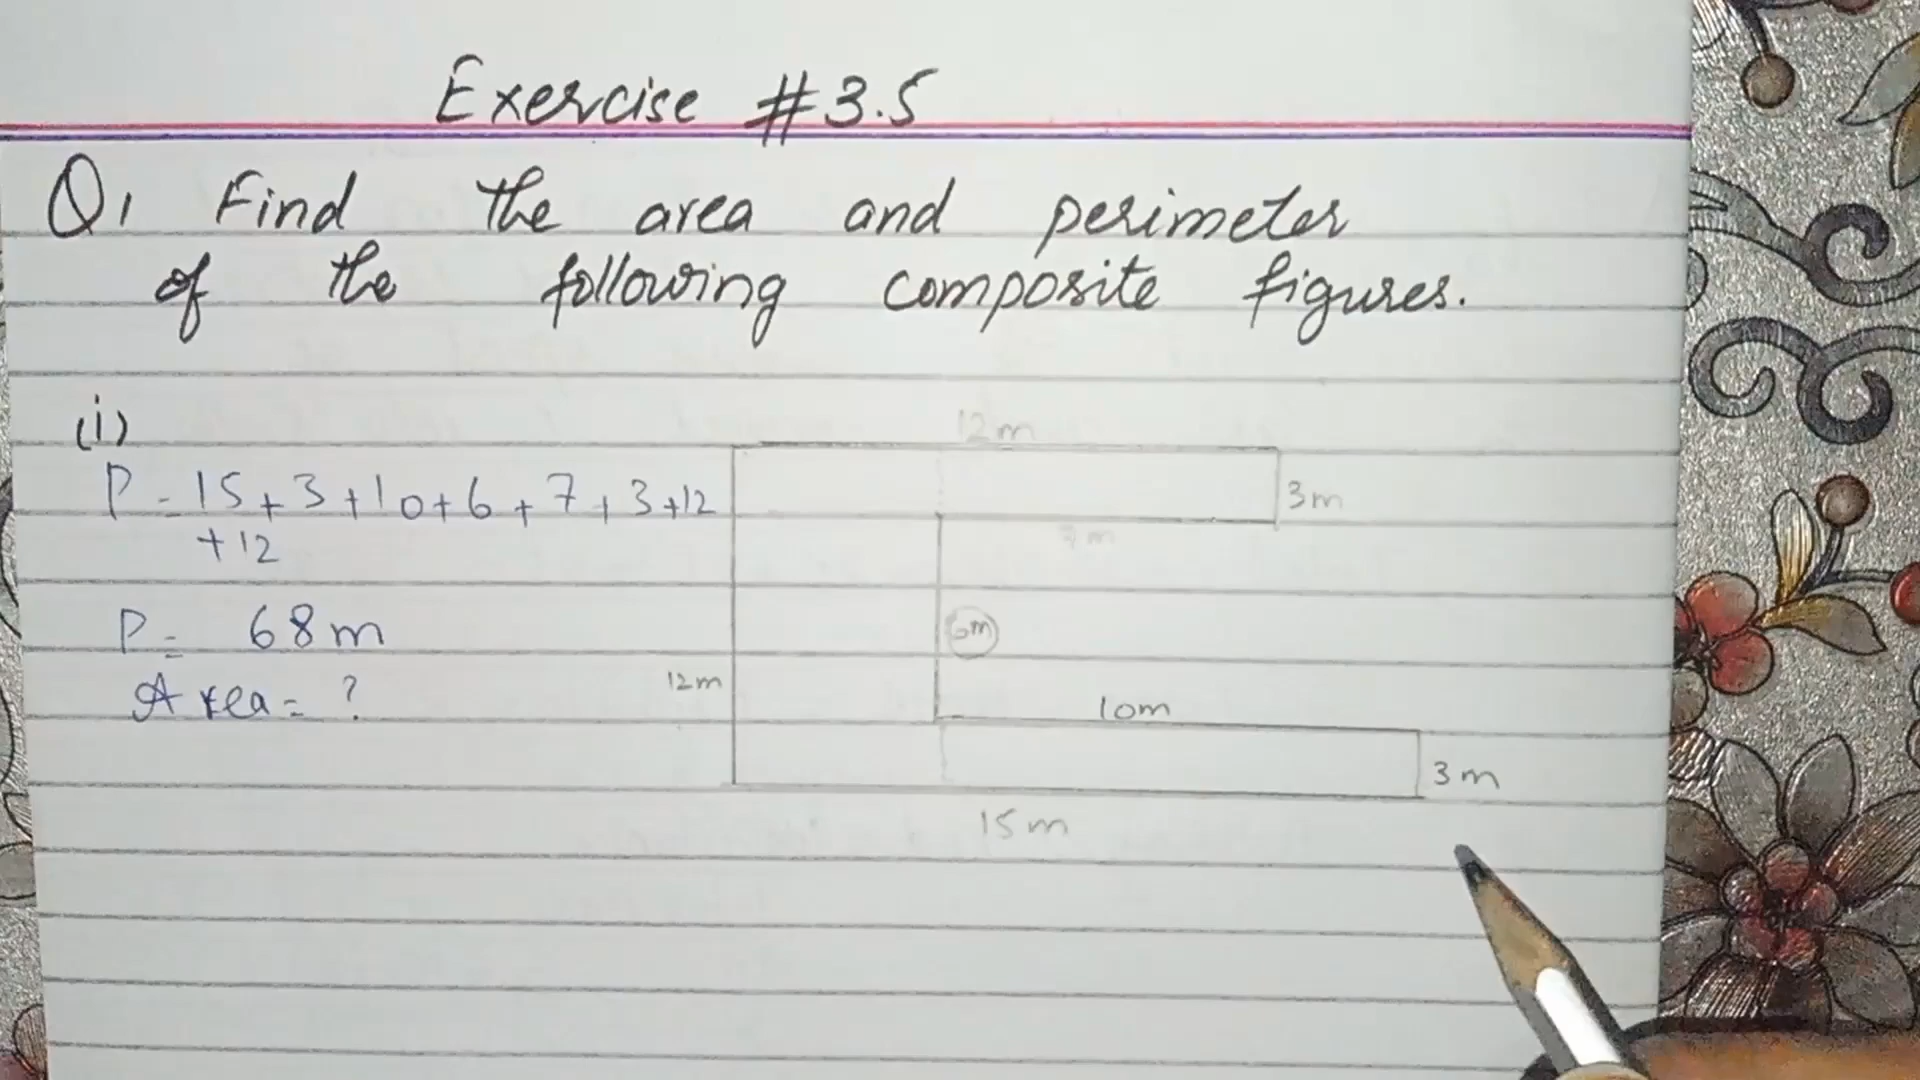 Exercise #3.5
Q1 Find the area and perimeter
of the following composite figures.
(i)
12m
P = 15+3+10+6+7+3+12
+12
3m
7m
P = 68m
6m
12m
Area = ?
10m
3m
15m